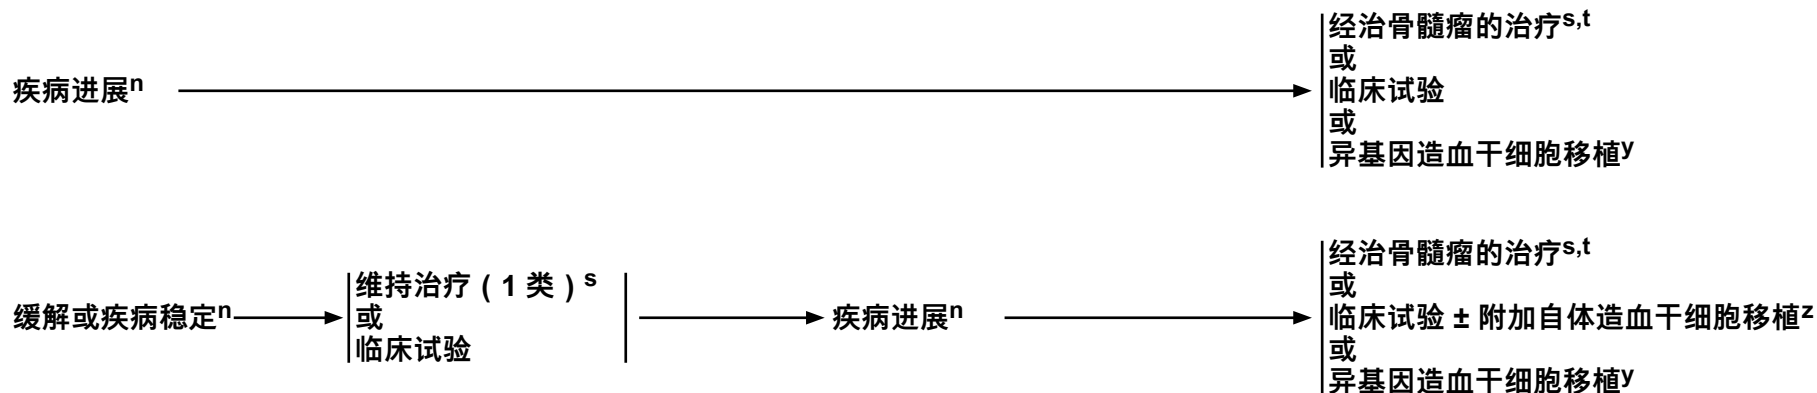 疾病进展n
经治骨髓瘤的治疗s,t
或
临床试验
或
异基因造血干细胞移植y
缓解或疾病稳定n
维持治疗（1 类）s
或
临床试验
疾病进展n
经治骨髓瘤的治疗s,t
或
临床试验 ± 附加自体造血干细胞移植z
或
异基因造血干细胞移植y